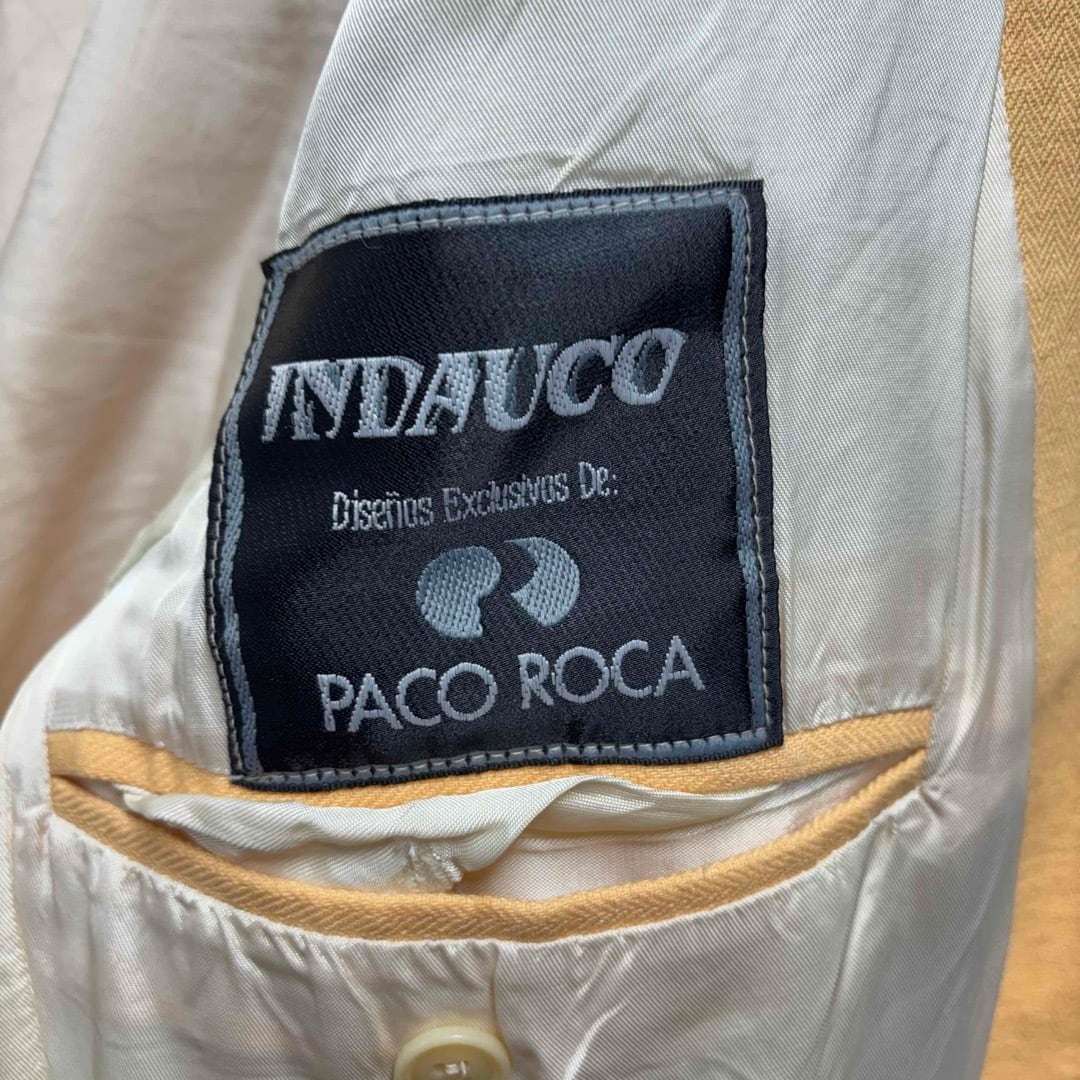 INDAUCO
Diseños Exclusivos De:
PACO ROCA